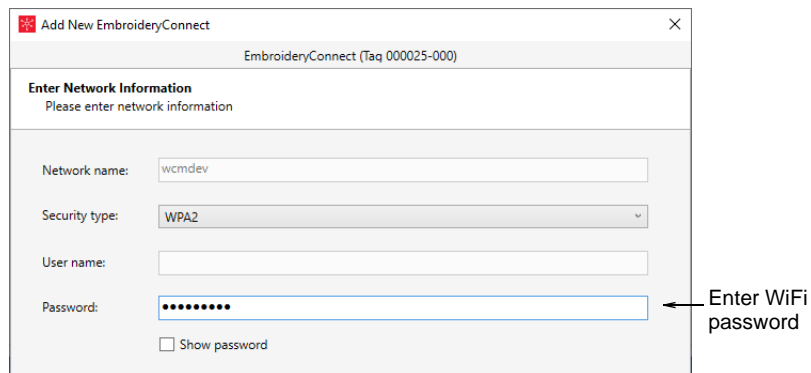 Add New EmbroideryConnect
EmbroideryConnect (Tag 000025-000)
Enter Network Information
Please enter network information
Network name: wcmdev
Security type: WPA2
User name:
Password: •••••••••
Enter WiFi
password
Show password